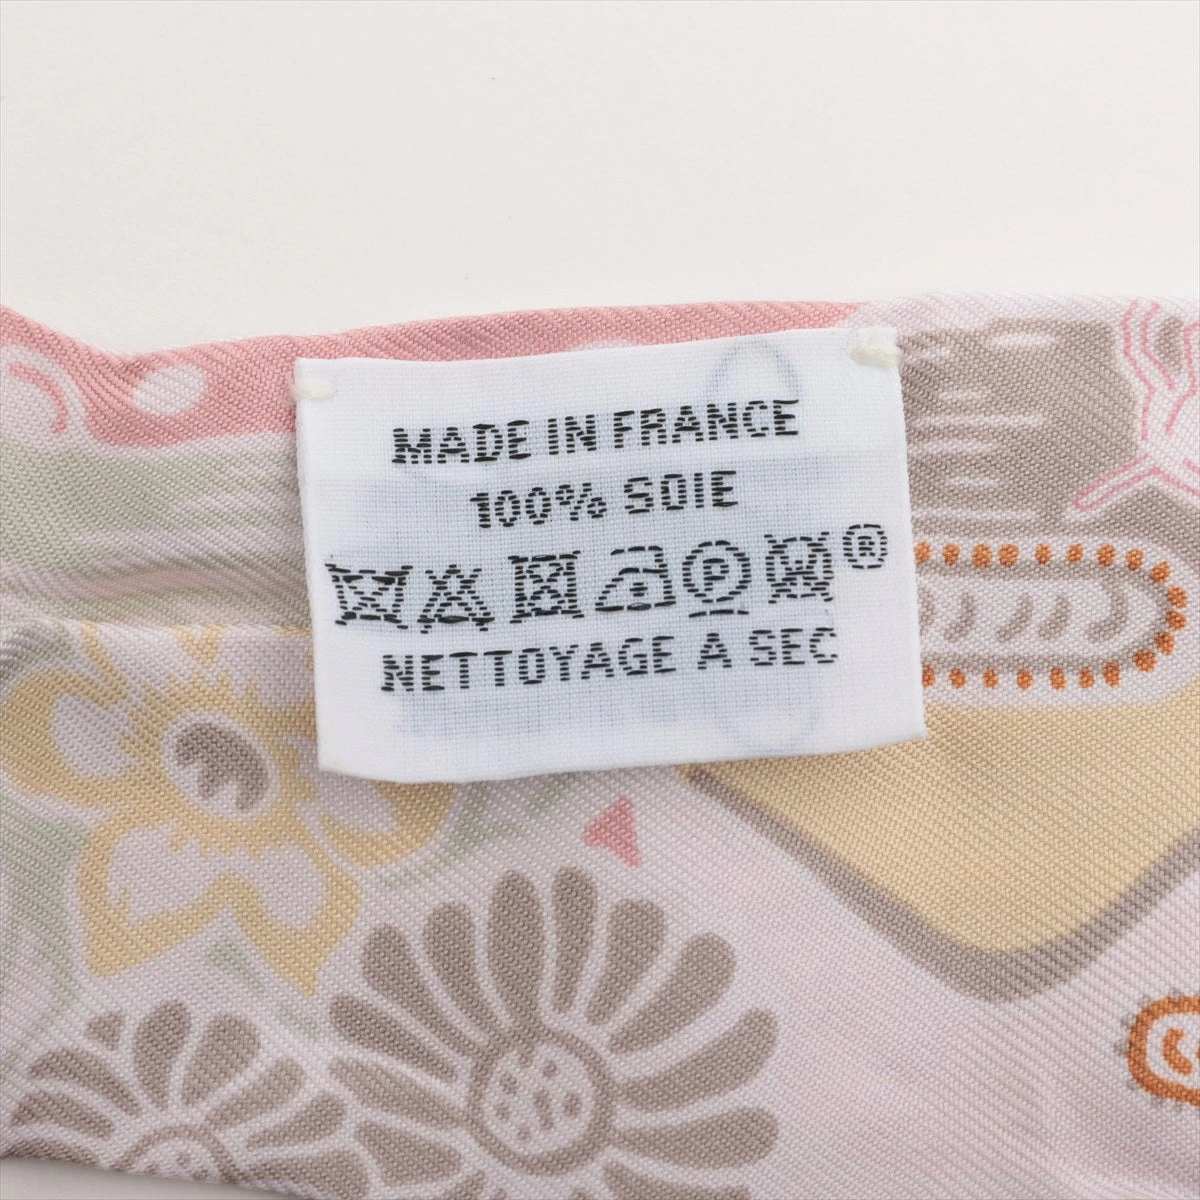 MADE IN FRANCE
100% SOIE
P ®
NETTOYAGE A SEC